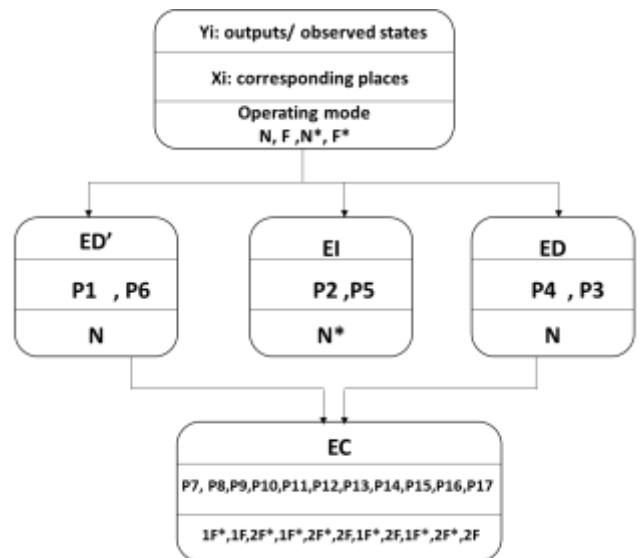 Yi: outputs/ observed states
Xi: corresponding places
Operating mode
N, F ,N*, F*
ED’
P1 , P6
N
EI
P2 ,P5
N*
ED
P4 , P3
N
EC
P7, P8,P9,P10,P11,P12,P13,P14,P15,P16,P17
1F*,1F,2F*,1F*,2F*,2F,1F*,2F,1F*,2F*,2F